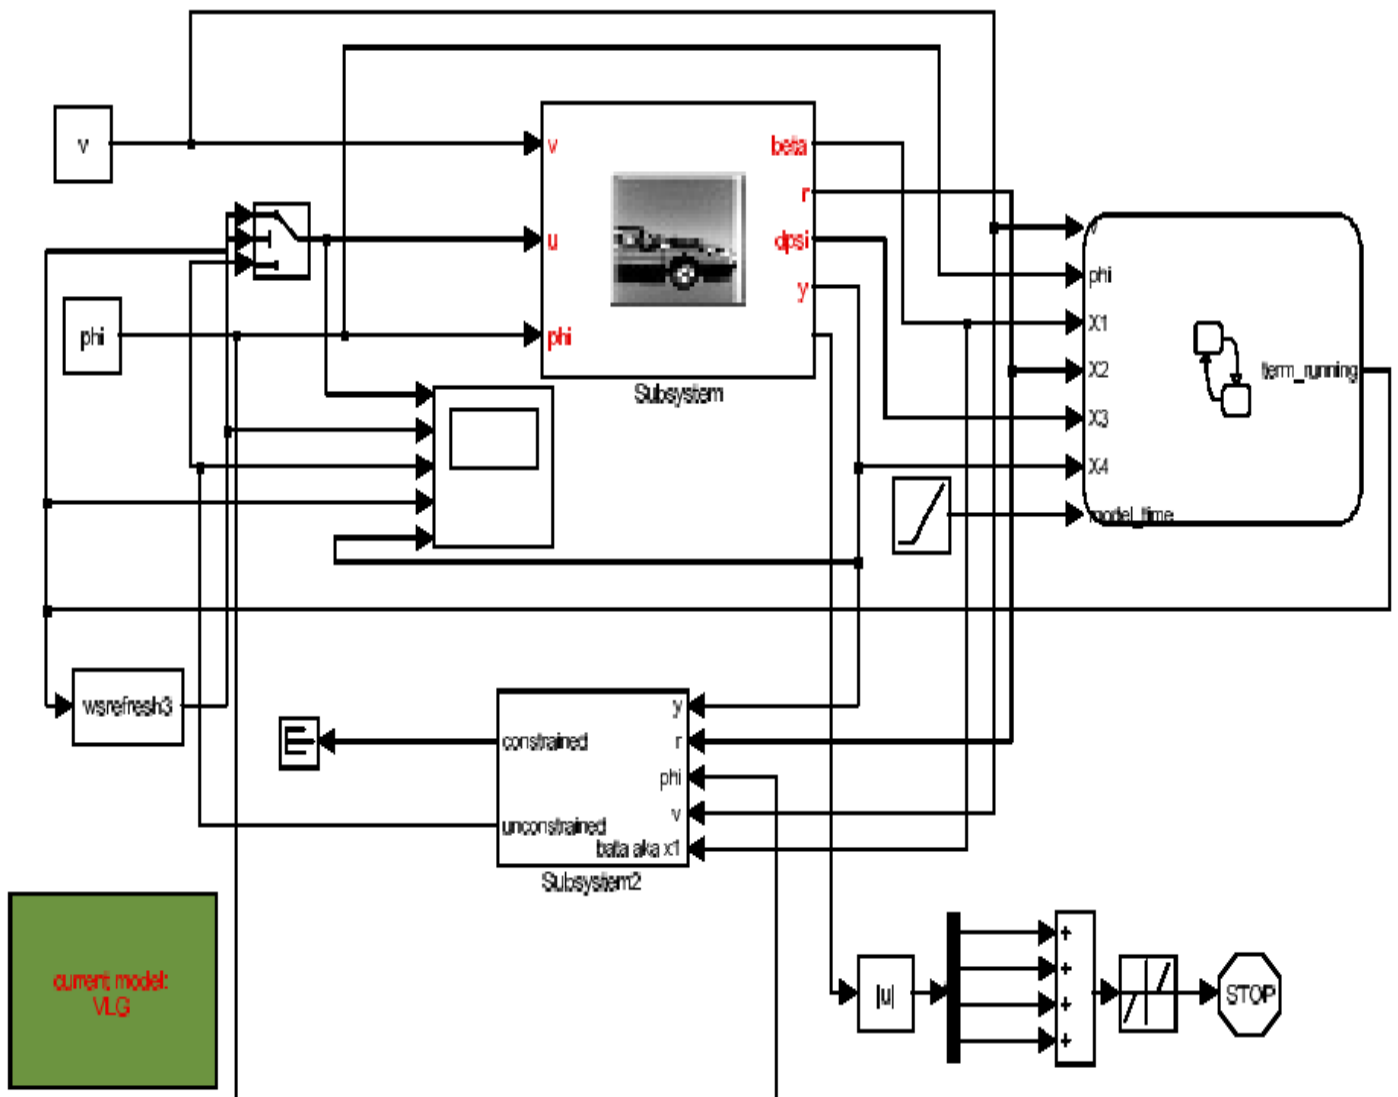 v
v
beta
r
u
dpsi
y
phi
phi
Subsystem
v
phi
X1
X2
X3
X4
model_time
term_running
wsrefresh3
constrained
unconstrained
y
r
phi
v
bata aka x1
Subsystem2
current model:
VLG
|u|
+
+
+
+
STOP